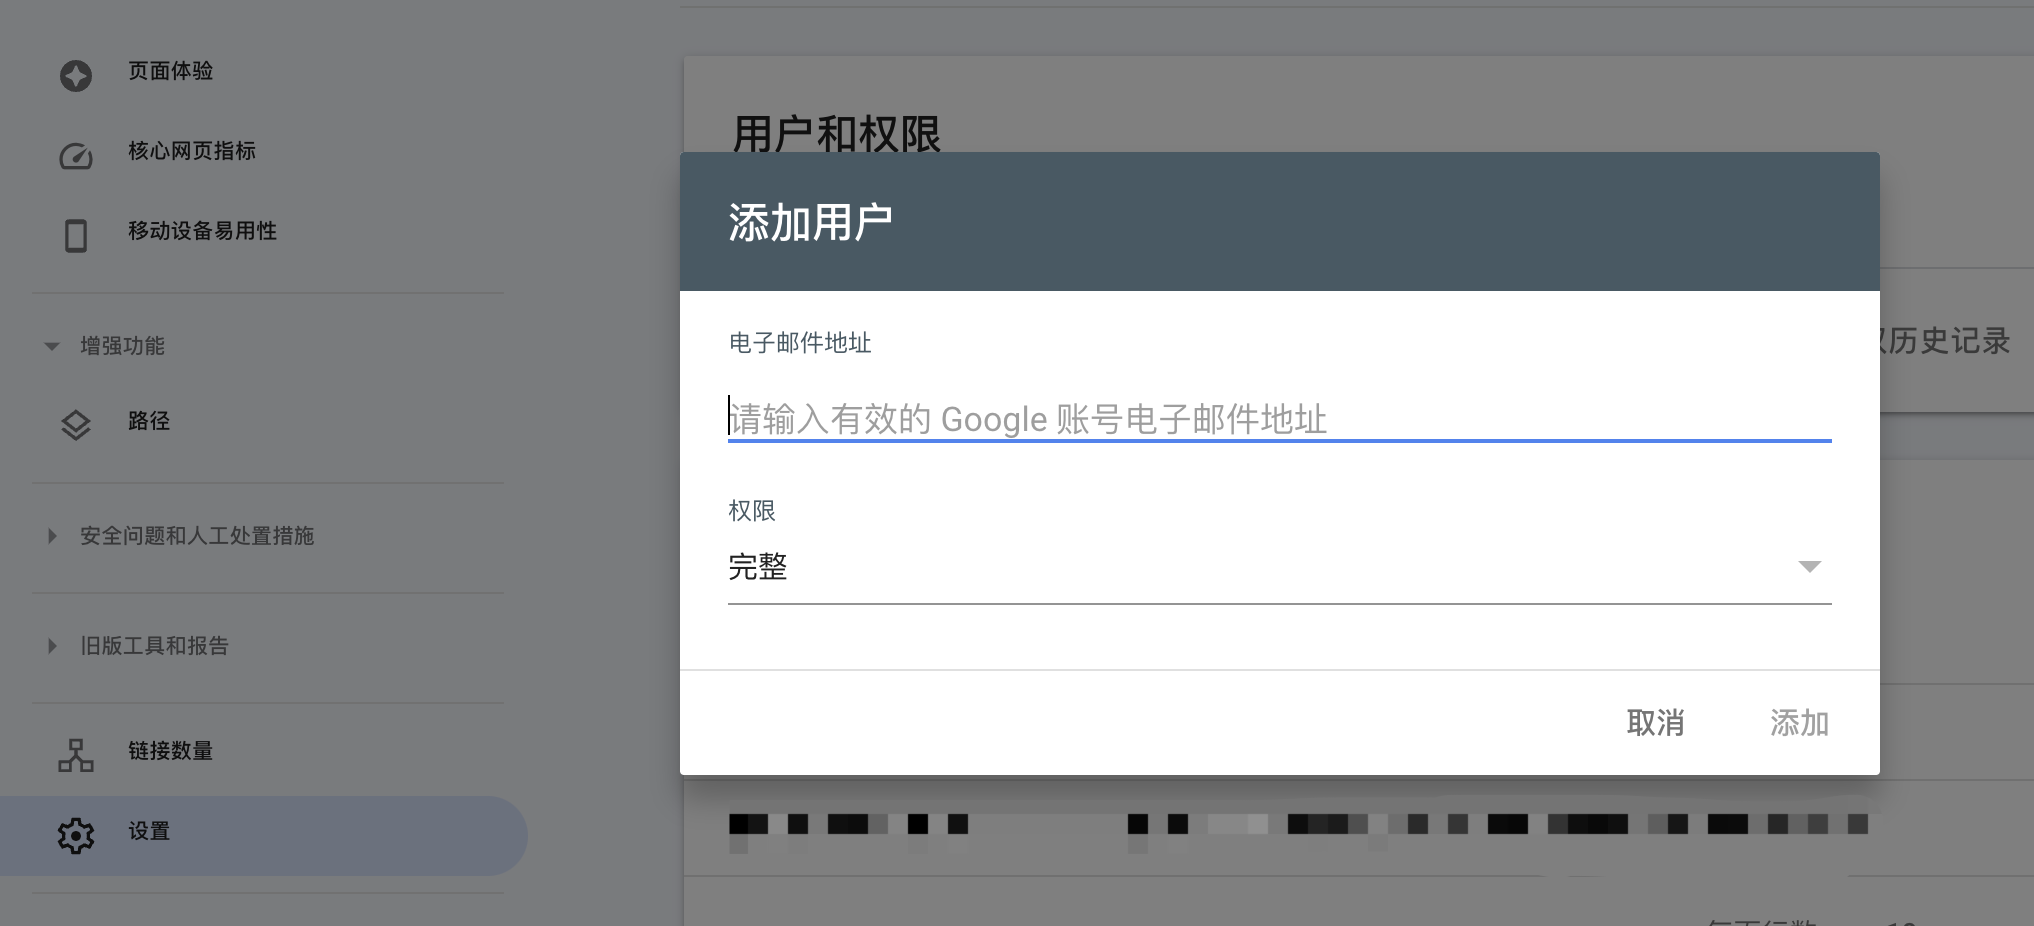 页面体验
核心网页指标
移动设备易用性
增强功能
路径
安全问题和人工处置措施
旧版工具和报告
链接数量
设置
用户和权限
添加用户
电子邮件地址
请输入有效的 Google 账号电子邮件地址
权限
完整
取消
添加
历史记录